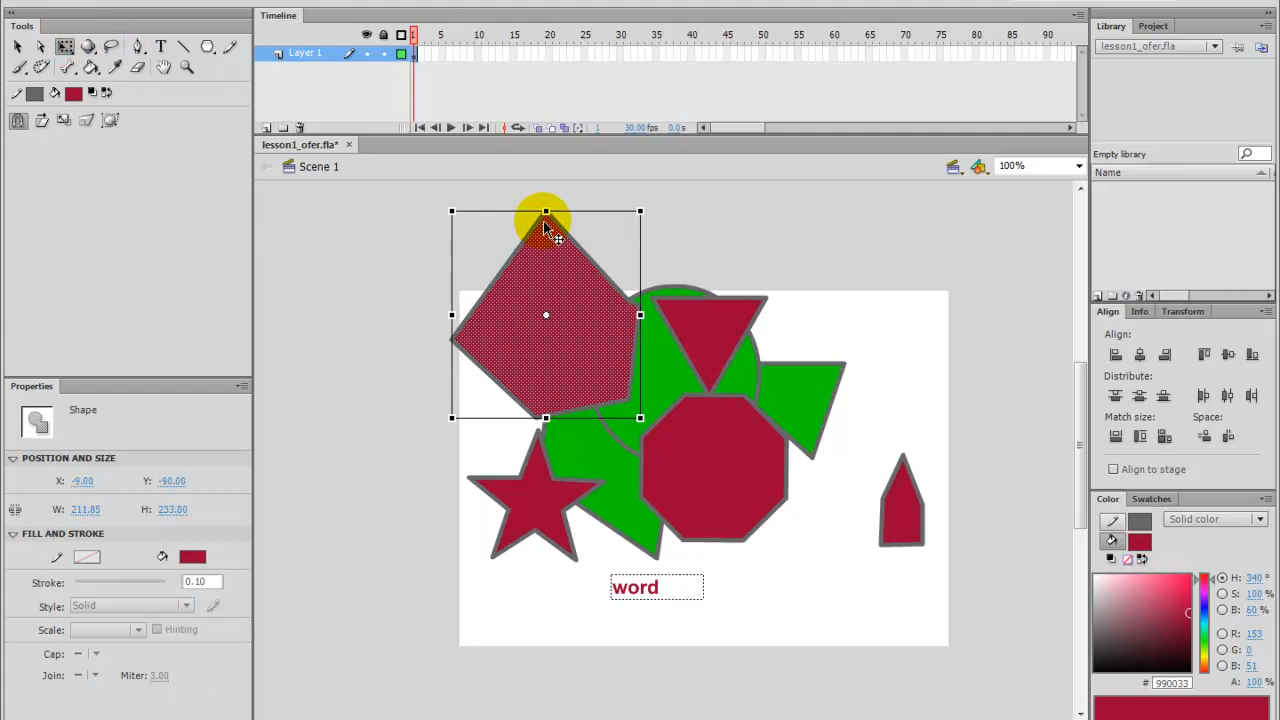 Tools
Timeline
1 5 10 15 20 25 30 35 40 45 50 55 60 65 70 75 80 85 90
Layer 1
1 30.00 fps 0.0 s
lesson1_ofer.fla* ×
Scene 1
100%
Library Project
lesson1_ofer.fla
Empty library
Name
Align Info Transform
Align:
Distribute:
Match size: Space:
Align to stage
Color Swatches
Solid color
H: 340 °
S: 100 %
B: 60 %
R: 153
G: 0
B: 51
# 990033 A: 100 %
Properties
Shape
POSITION AND SIZE
X: -9.00 Y: -90.00
W: 211.85 H: 233.00
FILL AND STROKE
Stroke: 0.10
Style: Solid
Scale: Hinting
Cap:
Join: Miter: 3.00
word